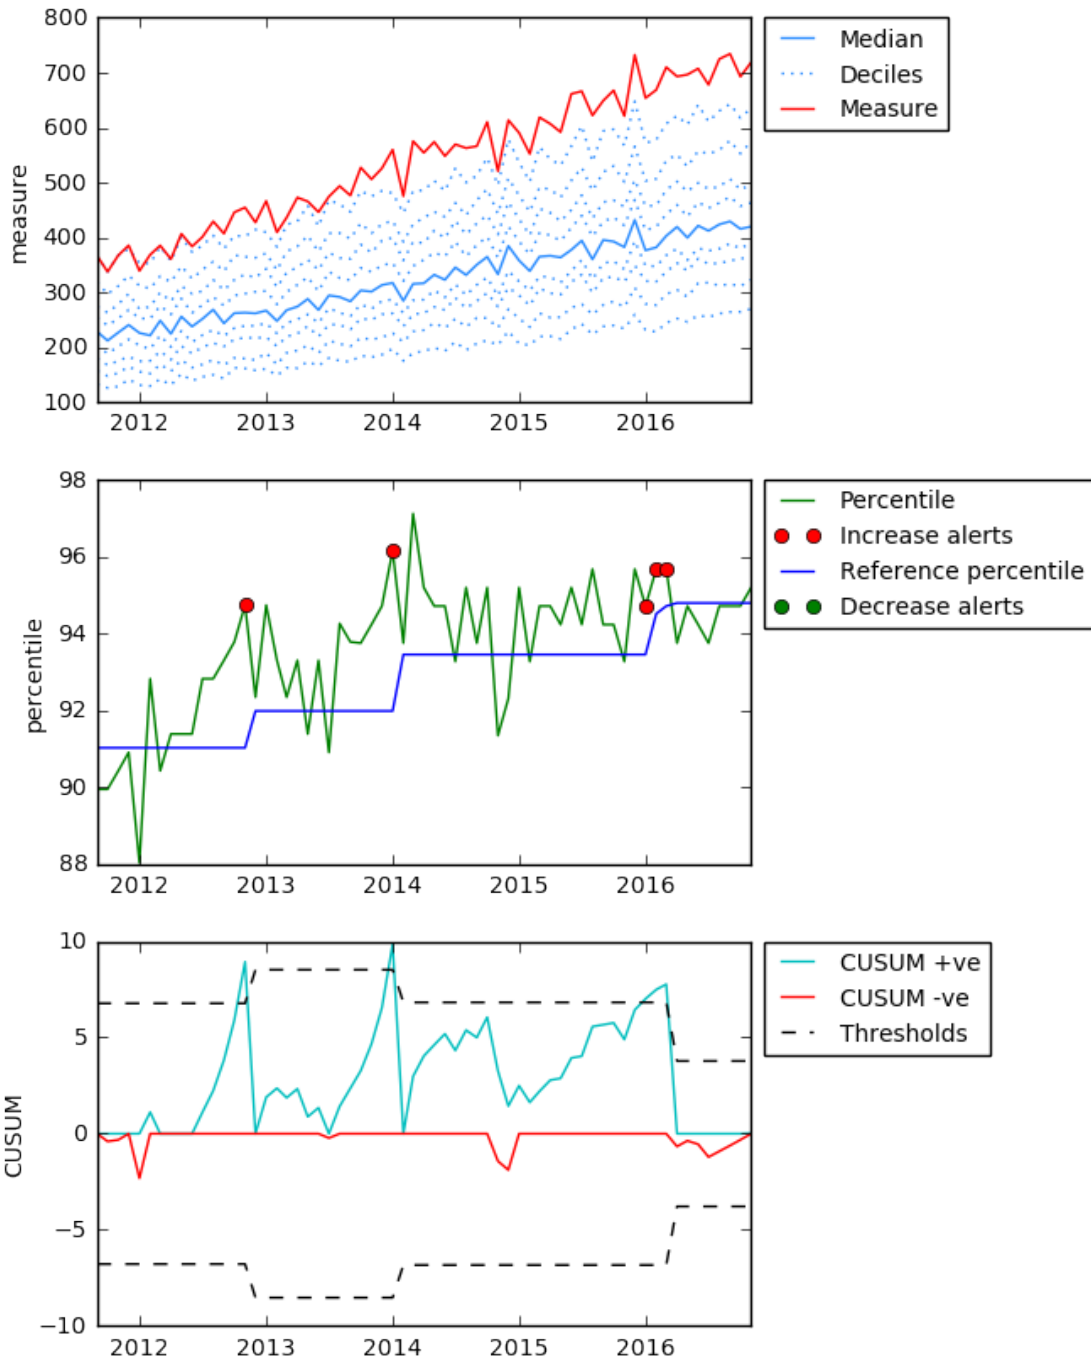 800
700
600
500
400
300
200
100
measure
2012 2013 2014 2015 2016
Median
Deciles
Measure
98
96
94
92
90
88
percentile
2012 2013 2014 2015 2016
Percentile
Increase alerts
Reference percentile
Decrease alerts
10
5
0
−5
−10
CUSUM
2012 2013 2014 2015 2016
CUSUM +ve
CUSUM -ve
Thresholds